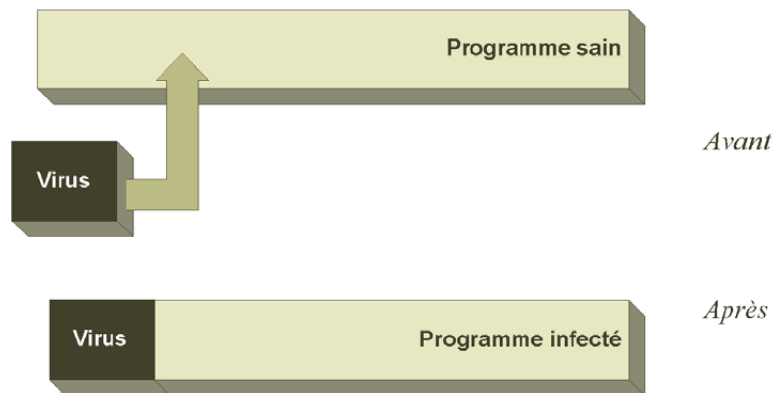 Programme sain
Avant
Virus
Après
Virus
Programme infecté